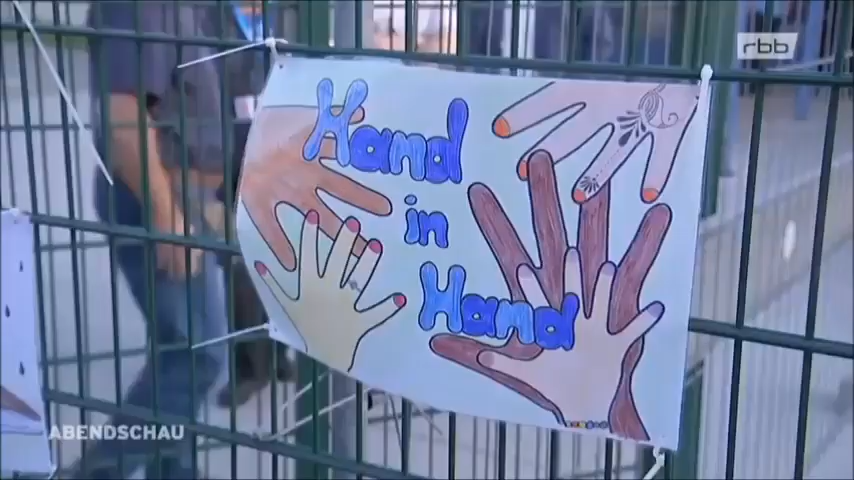 rbb
Hand
in
Hand
ABENDSCHAU